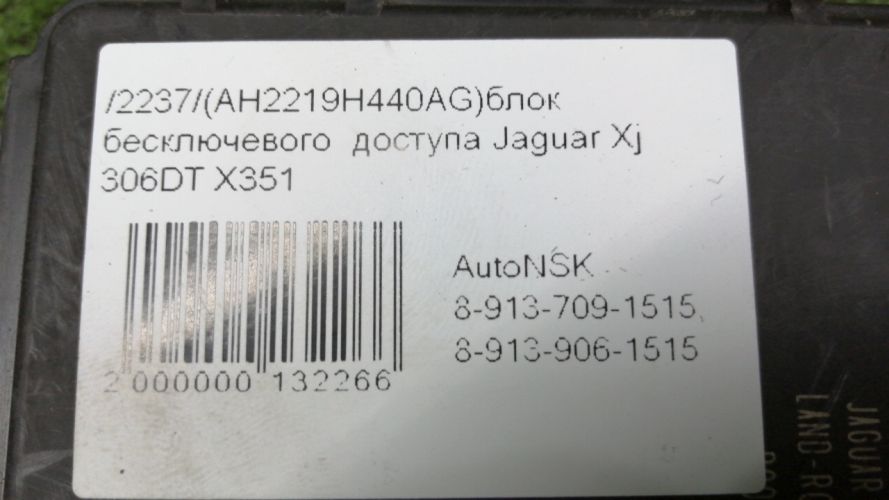 /2237/(AH2219H440AG)блок
бесключевого доступа Jaguar Xj
306DT X351
AutoNSK
8-913-709-1515,
8-913-906-1515
2 000000 132266
JAGUAR
LAND-R